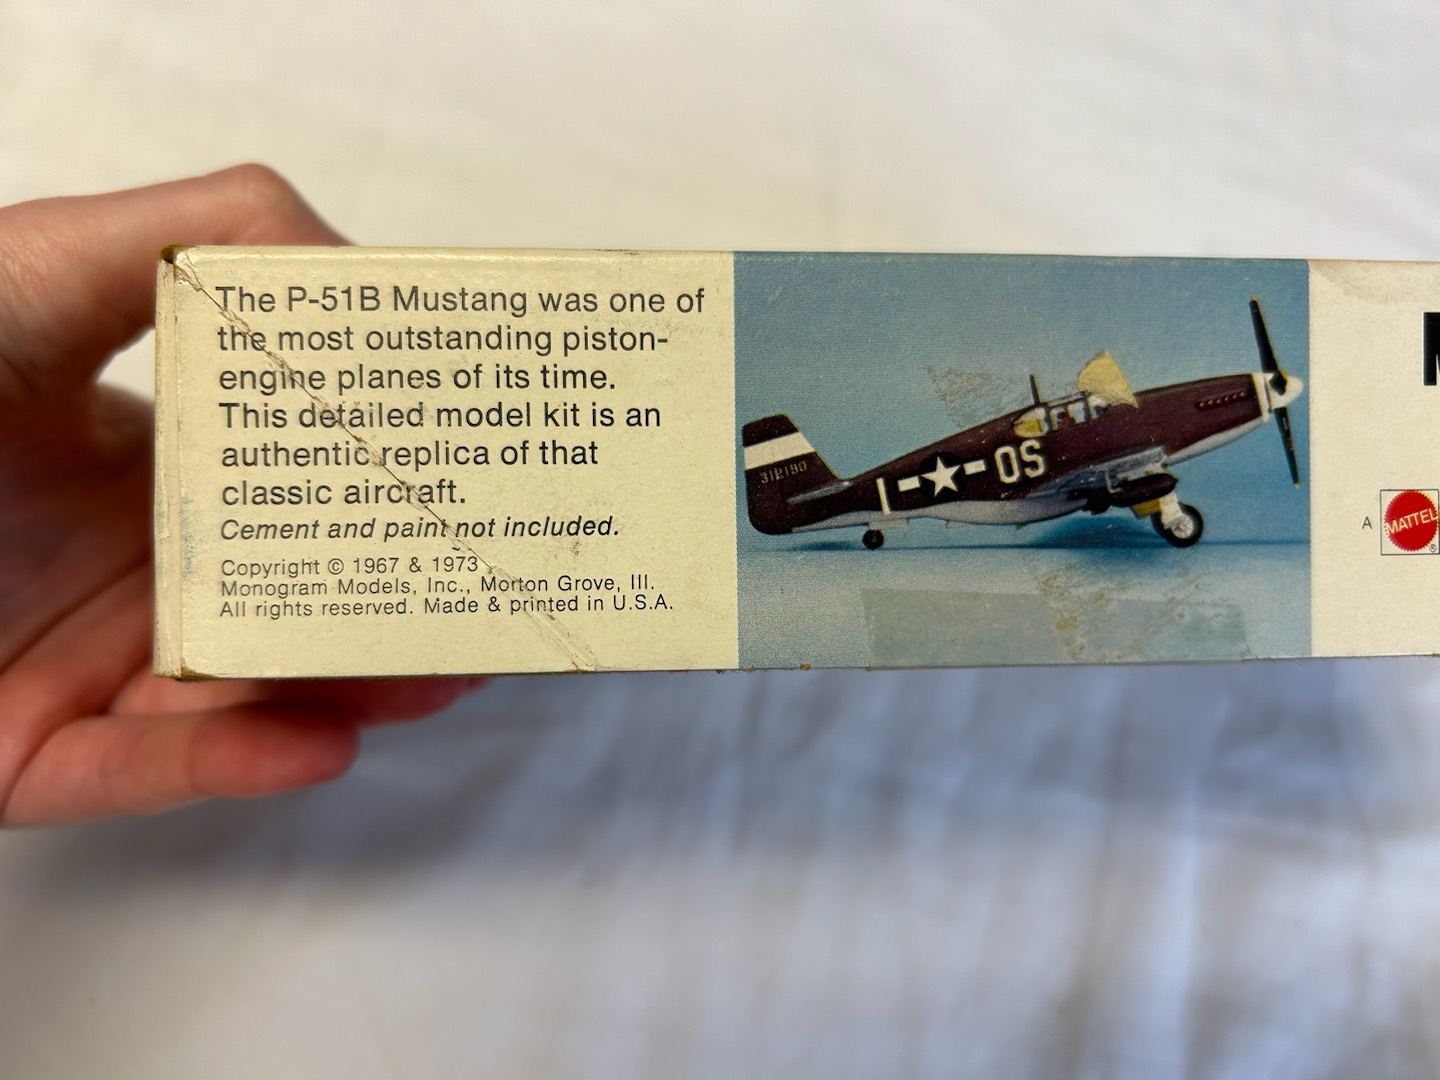 The P-51B Mustang was one of
the most outstanding piston-
engine planes of its time.
This detailed model kit is an
authentic replica of that
classic aircraft.
Cement and paint not included.
Copyright © 1967 & 1973
Monogram Models, Inc., Morton Grove, Ill.
All rights reserved. Made & printed in U.S.A.
312190
I
OS
A MATTEL ®